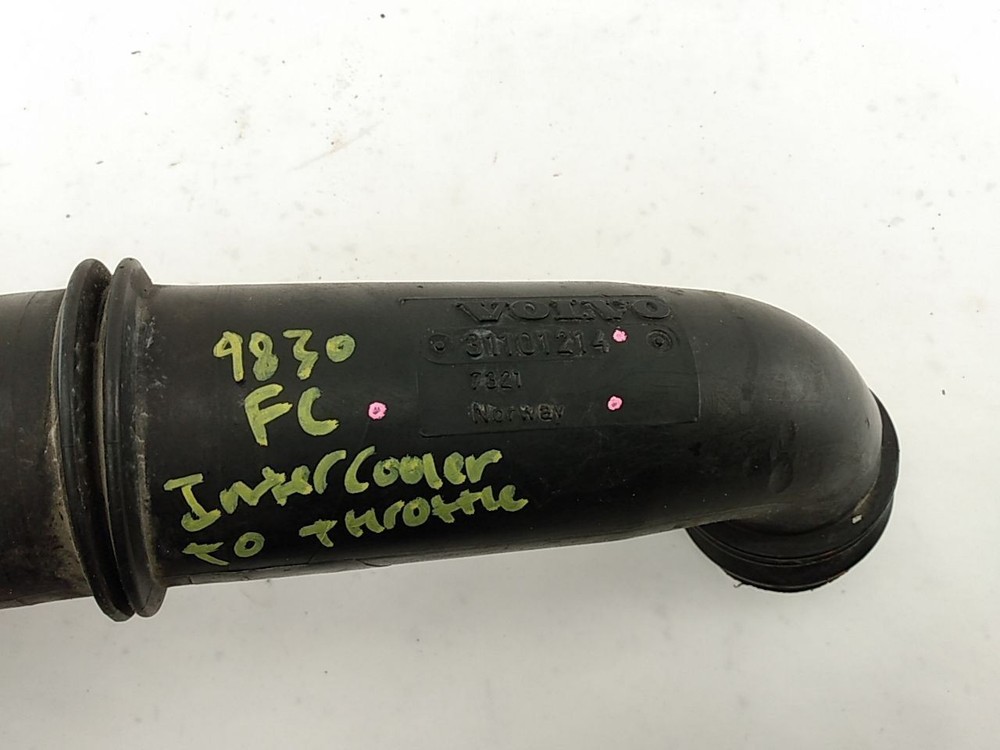 VOLVO
31101214
7321
Norway
9830
FC
InterCooler
to throttle